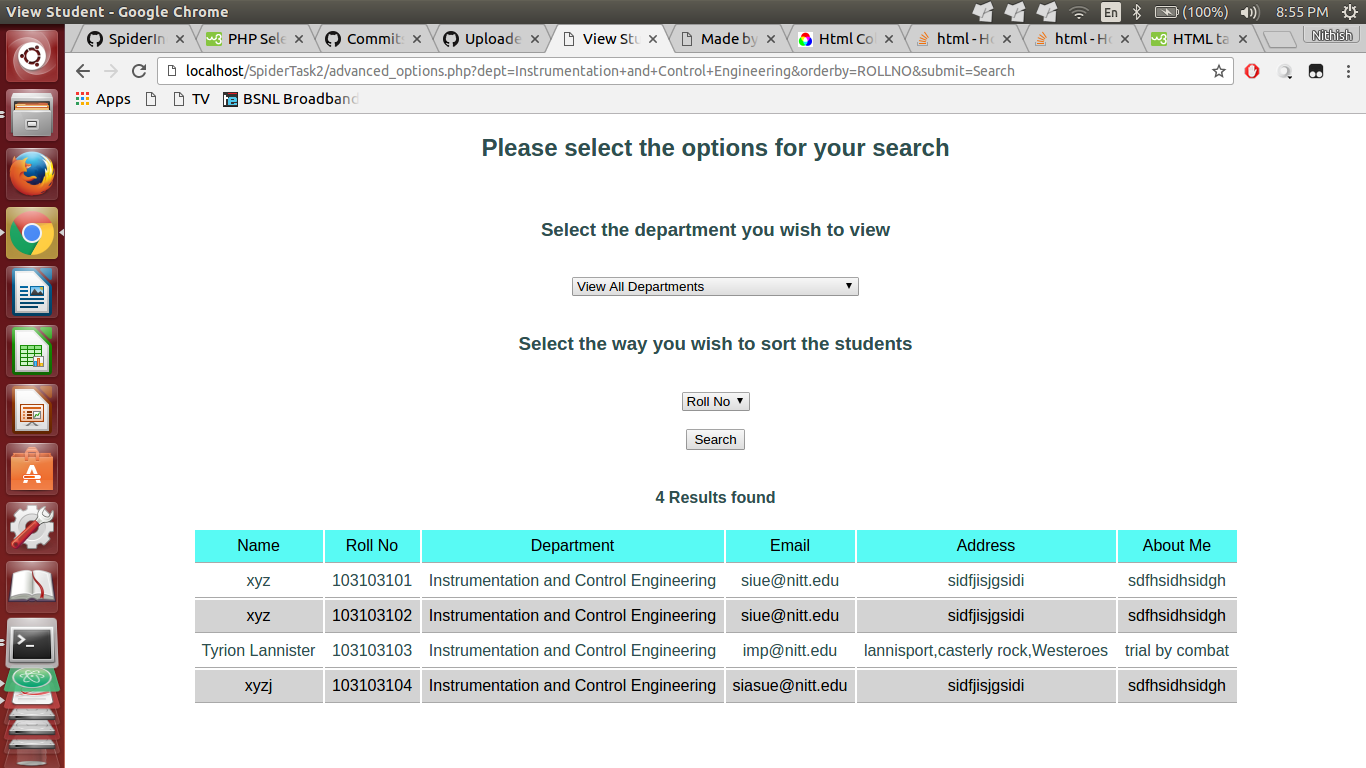 View Student - Google Chrome
En (100%) 8:55 PM
SpiderIn PHP Sele Commit Uploade View Stu Made by Html Col html - Ho html - Ho HTML ta Nithish
localhost/SpiderTask2/advanced_options.php?dept=Instrumentation+and+Control+Engineering&orderby=ROLLNO&submit=Search
Apps TV BSNL Broadband
Please select the options for your search
Select the department you wish to view
View All Departments
Select the way you wish to sort the students
Roll No
Search
4 Results found
Name Roll No Department Email Address About Me
xyz 103103101 Instrumentation and Control Engineering siue@nitt.edu sidfjisjgsidi sdfhsidhsidgh
xyz 103103102 Instrumentation and Control Engineering siue@nitt.edu sidfjisjgsidi sdfhsidhsidgh
Tyrion Lannister 103103103 Instrumentation and Control Engineering imp@nitt.edu lannisport,casterly rock,Westeroes trial by combat
xyzj 103103104 Instrumentation and Control Engineering siasue@nitt.edu sidfjisjgsidi sdfhsidhsidgh